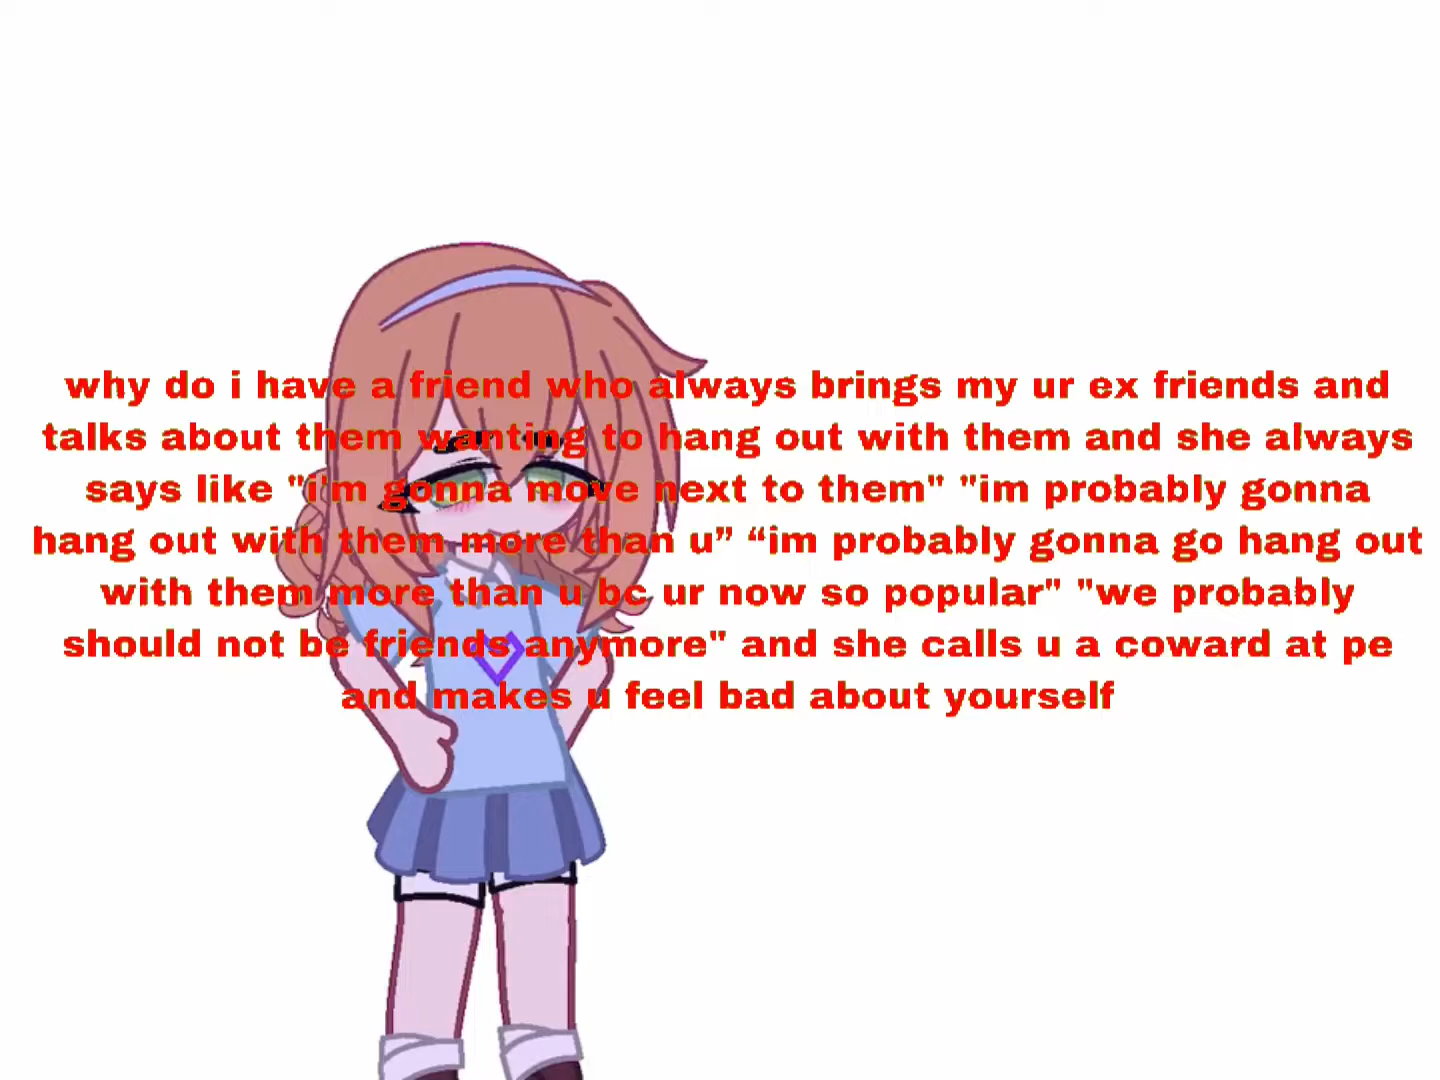 why do i have a friend who always brings my ur ex friends and
talks about them wanting to hang out with them and she always
says like "i'm gonna move next to them" "im probably gonna
hang out with them more than u” “im probably gonna go hang out
with them more than u bc ur now so popular" "we probably
should not be friends anymore" and she calls u a coward at pe
and makes u feel bad about yourself